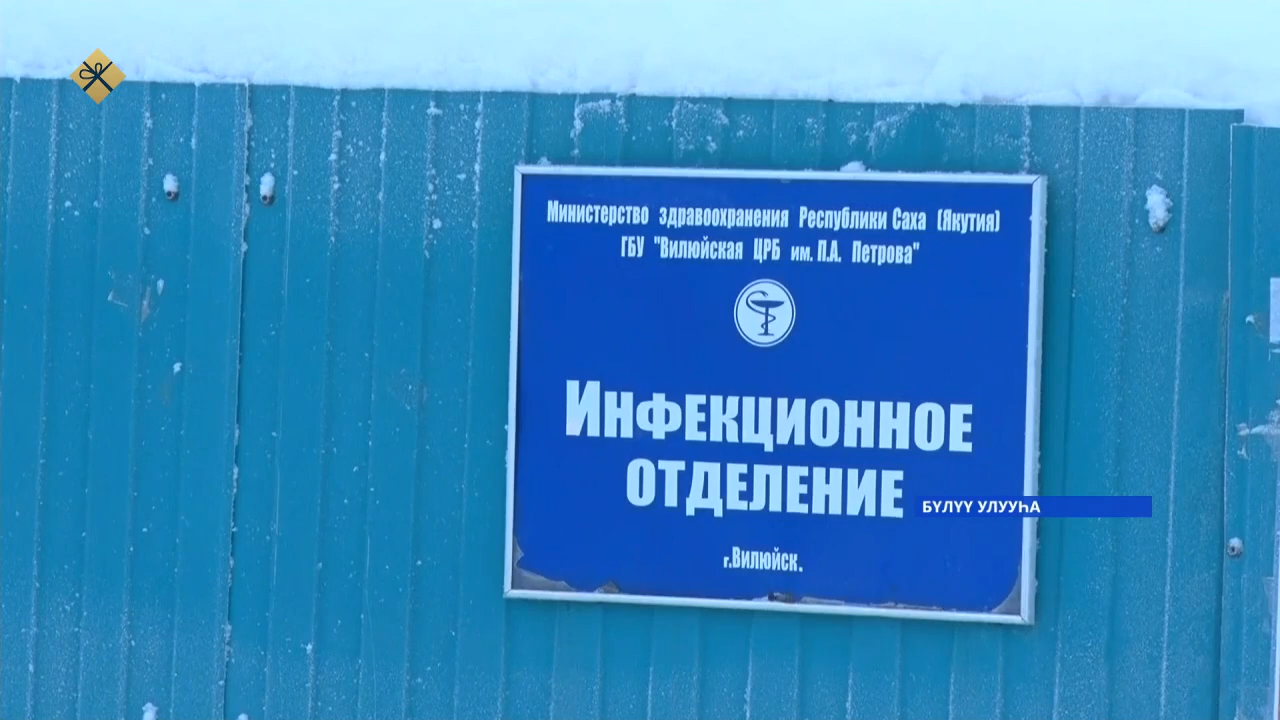 Министерство здравоохранения Республики Саха (Якутия)
ГБУ "Вилюйская ЦРБ им. П.А. Петрова"
Инфекционное
отделение
г.Вилюйск.
БҮЛҮҮ УЛУУҺА